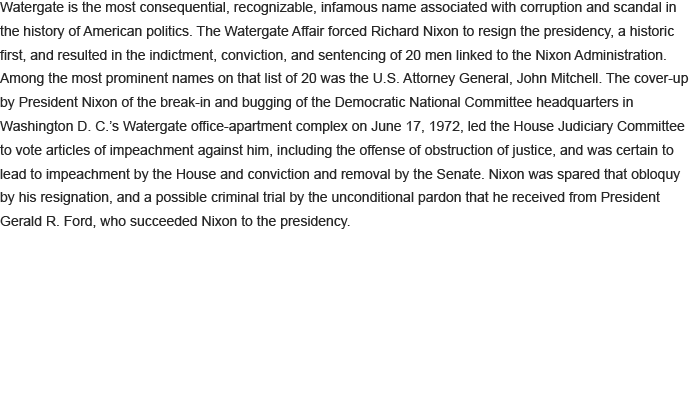 Watergate is the most consequential, recognizable, infamous name associated with corruption and scandal in
the history of American politics. The Watergate Affair forced Richard Nixon to resign the presidency, a historic
first, and resulted in the indictment, conviction, and sentencing of 20 men linked to the Nixon Administration.
Among the most prominent names on that list of 20 was the U.S. Attorney General, John Mitchell. The cover-up
by President Nixon of the break-in and bugging of the Democratic National Committee headquarters in
Washington D. C.’s Watergate office-apartment complex on June 17, 1972, led the House Judiciary Committee
to vote articles of impeachment against him, including the offense of obstruction of justice, and was certain to
lead to impeachment by the House and conviction and removal by the Senate. Nixon was spared that obloquy
by his resignation, and a possible criminal trial by the unconditional pardon that he received from President
Gerald R. Ford, who succeeded Nixon to the presidency.